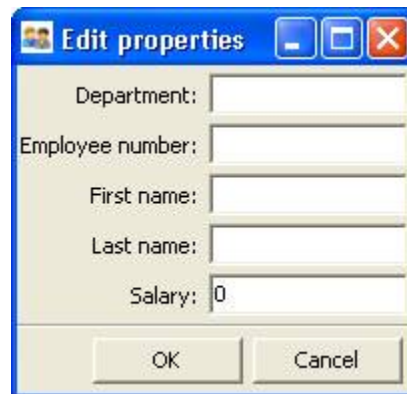 Edit properties
Department:
Employee number:
First name:
Last name:
Salary: 0
OK Cancel